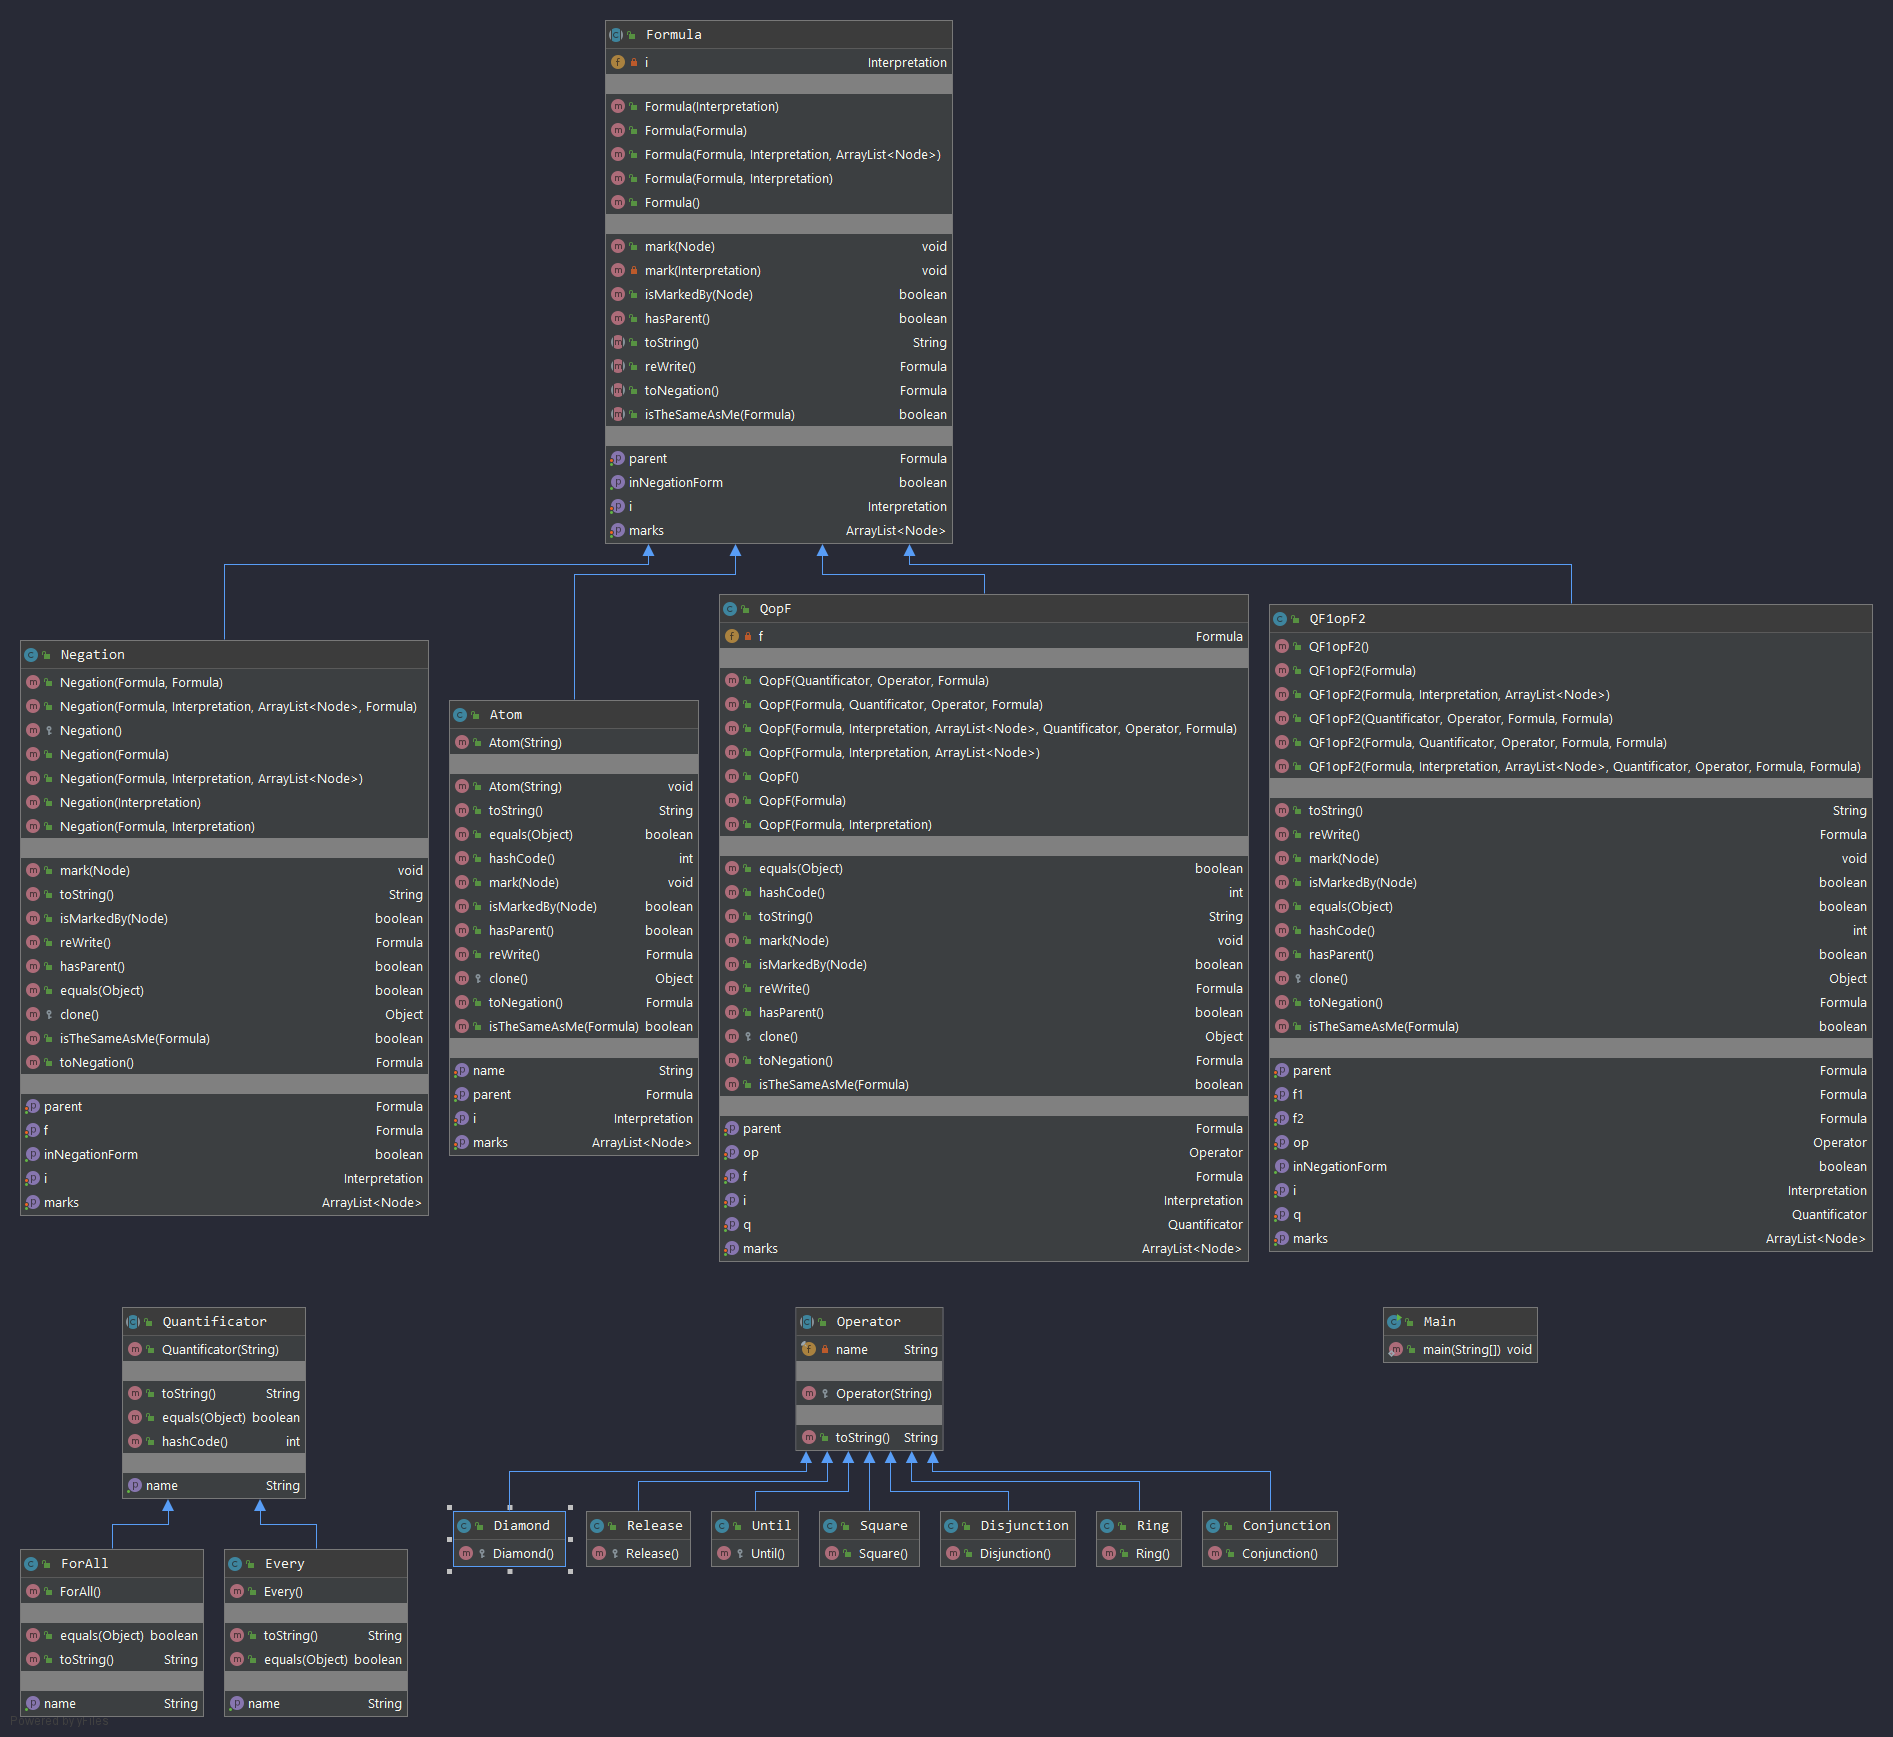 Formula
i Interpretation
Formula(Interpretation)
Formula(Formula)
Formula(Formula, Interpretation, ArrayList<Node>)
Formula(Formula, Interpretation)
Formula()
mark(Node) void
mark(Interpretation) void
isMarkedBy(Node) boolean
hasParent() boolean
toString() String
reWrite() Formula
toNegation() Formula
isTheSameAsMe(Formula) boolean
parent Formula
inNegationForm boolean
i Interpretation
marks ArrayList<Node>
Negation
Negation(Formula, Formula)
Negation(Formula, Interpretation, ArrayList<Node>, Formula)
Negation()
Negation(Formula)
Negation(Formula, Interpretation, ArrayList<Node>)
Negation(Interpretation)
Negation(Formula, Interpretation)
mark(Node) void
toString() String
isMarkedBy(Node) boolean
reWrite() Formula
hasParent() boolean
equals(Object) boolean
clone() Object
isTheSameAsMe(Formula) boolean
toNegation() Formula
parent Formula
f Formula
inNegationForm boolean
i Interpretation
marks ArrayList<Node>
Atom
Atom(String)
Atom(String) void
toString() String
equals(Object) boolean
hashCode() int
mark(Node) void
isMarkedBy(Node) boolean
hasParent() boolean
reWrite() Formula
clone() Object
toNegation() Formula
isTheSameAsMe(Formula) boolean
name String
parent Formula
i Interpretation
marks ArrayList<Node>
QopF
f Formula
QopF(Quantificator, Operator, Formula)
QopF(Formula, Quantificator, Operator, Formula)
QopF(Formula, Interpretation, ArrayList<Node>, Quantificator, Operator, Formula)
QopF(Formula, Interpretation, ArrayList<Node>)
QopF()
QopF(Formula)
QopF(Formula, Interpretation)
equals(Object) boolean
hashCode() int
toString() String
mark(Node) void
isMarkedBy(Node) boolean
reWrite() Formula
hasParent() boolean
clone() Object
toNegation() Formula
isTheSameAsMe(Formula) boolean
parent Formula
op Operator
f Formula
i Interpretation
q Quantificator
marks ArrayList<Node>
QF1opF2
QF1opF2()
QF1opF2(Formula)
QF1opF2(Formula, Interpretation, ArrayList<Node>)
QF1opF2(Quantificator, Operator, Formula, Formula)
QF1opF2(Formula, Quantificator, Operator, Formula, Formula)
QF1opF2(Formula, Interpretation, ArrayList<Node>, Quantificator, Operator, Formula, Formula)
toString() String
reWrite() Formula
mark(Node) void
isMarkedBy(Node) boolean
equals(Object) boolean
hashCode() int
hasParent() boolean
clone() Object
toNegation() Formula
isTheSameAsMe(Formula) boolean
parent Formula
f1 Formula
f2 Formula
op Operator
inNegationForm boolean
i Interpretation
q Quantificator
marks ArrayList<Node>
Quantificator
Quantificator(String)
toString() String
equals(Object) boolean
hashCode() int
name String
Operator
name String
Operator(String)
toString() String
Main
main(String[]) void
Diamond
Diamond()
Release
Release()
Until
Until()
Square
Square()
Disjunction
Disjunction()
Ring
Ring()
Conjunction
Conjunction()
ForAll
ForAll()
equals(Object) boolean
toString() String
name String
Every
Every()
toString() String
equals(Object) boolean
name String
Powered by yFiles